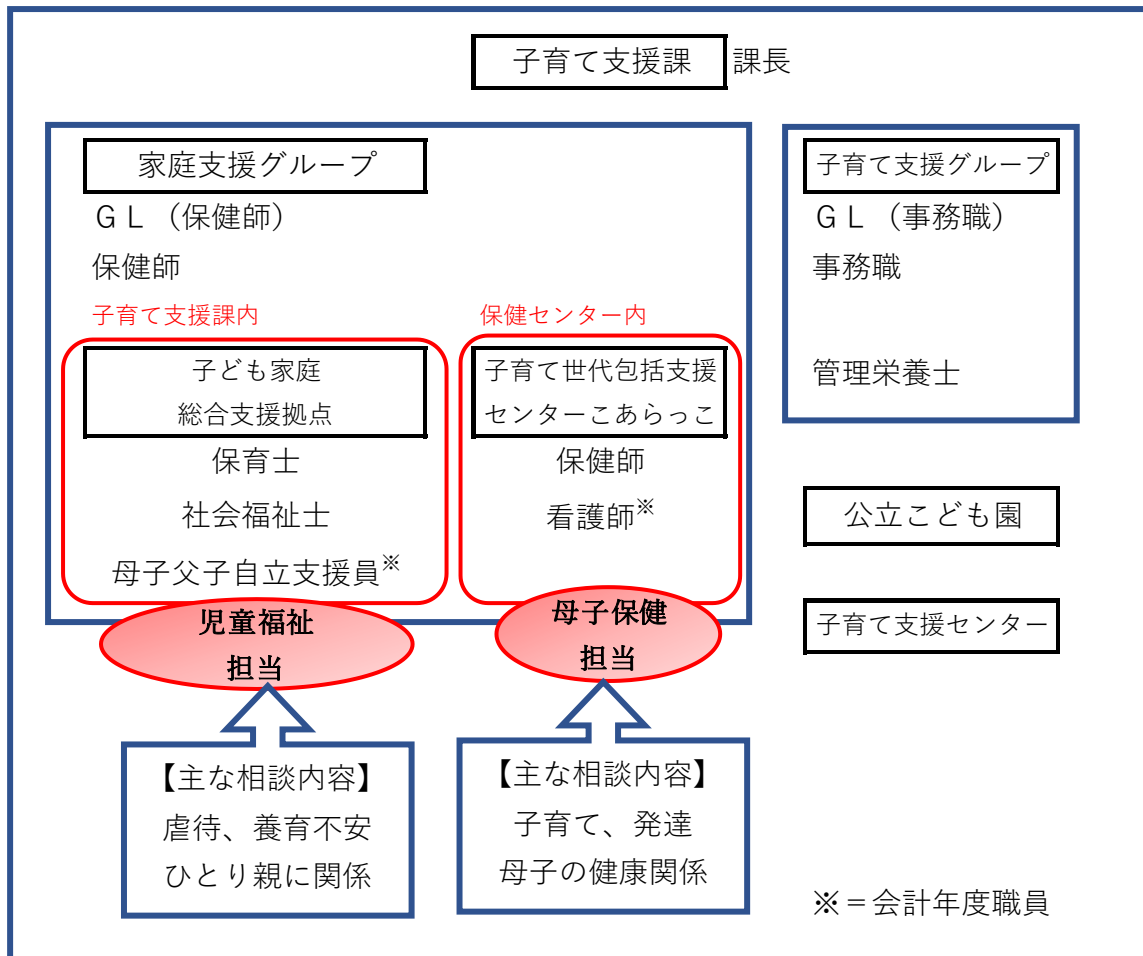 子育て支援課 課長
家庭支援グループ
ＧＬ（保健師）
保健師
子育て支援課内
子ども家庭
総合支援拠点
保育士
社会福祉士
母子父子自立支援員※
児童福祉
担当
【主な相談内容】
虐待、養育不安
ひとり親に関係
保健センター内
子育て世代包括支援
センターこあらっこ
保健師
看護師※
母子保健
担当
【主な相談内容】
子育て、発達
母子の健康関係
子育て支援グループ
ＧＬ（事務職）
事務職
管理栄養士
公立こども園
子育て支援センター
※＝会計年度職員